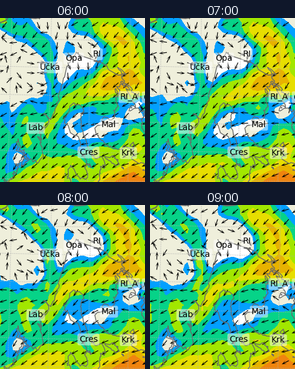 06:00
07:00
RI
Opa
Učka
RI_A
Lab
Mal
Cres
Krk
RI
Opa
Učka
RI_A
Lab
Mal
Cres
Krk
08:00
09:00
RI
Opa
Učka
RI_A
Lab
Mal
Cres
Krk
RI
Opa
Učka
RI_A
Lab
Mal
Cres
Krk